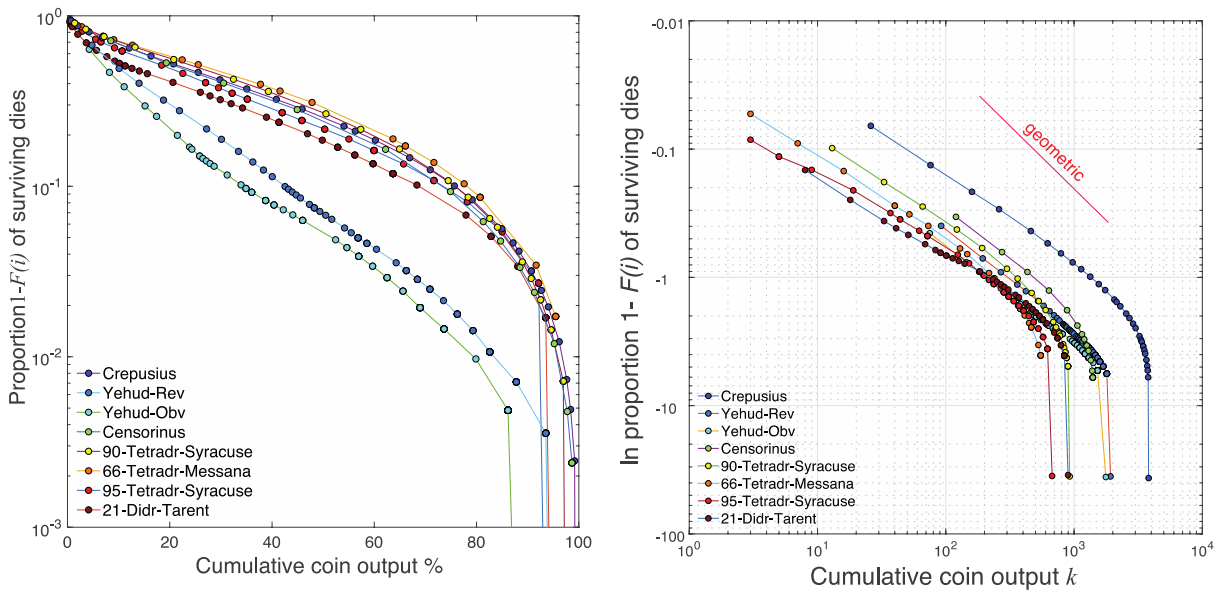 10^0
10^-1
10^-2
10^-3
Proportion1-F(i) of surviving dies
Crepusius
Yehud-Rev
Yehud-Obv
Censorinus
90-Tetradr-Syracuse
66-Tetradr-Messana
95-Tetradr-Syracuse
21-Didr-Tarent
0 20 40 60 80 100
Cumulative coin output %
-0.01
-0.1
-1
-10
-100
ln proportion 1- F(i) of surviving dies
geometric
Crepusius
Yehud-Rev
Yehud-Obv
Censorinus
90-Tetradr-Syracuse
66-Tetradr-Messana
95-Tetradr-Syracuse
21-Didr-Tarent
10^0 10^1 10^2 10^3 10^4
Cumulative coin output k